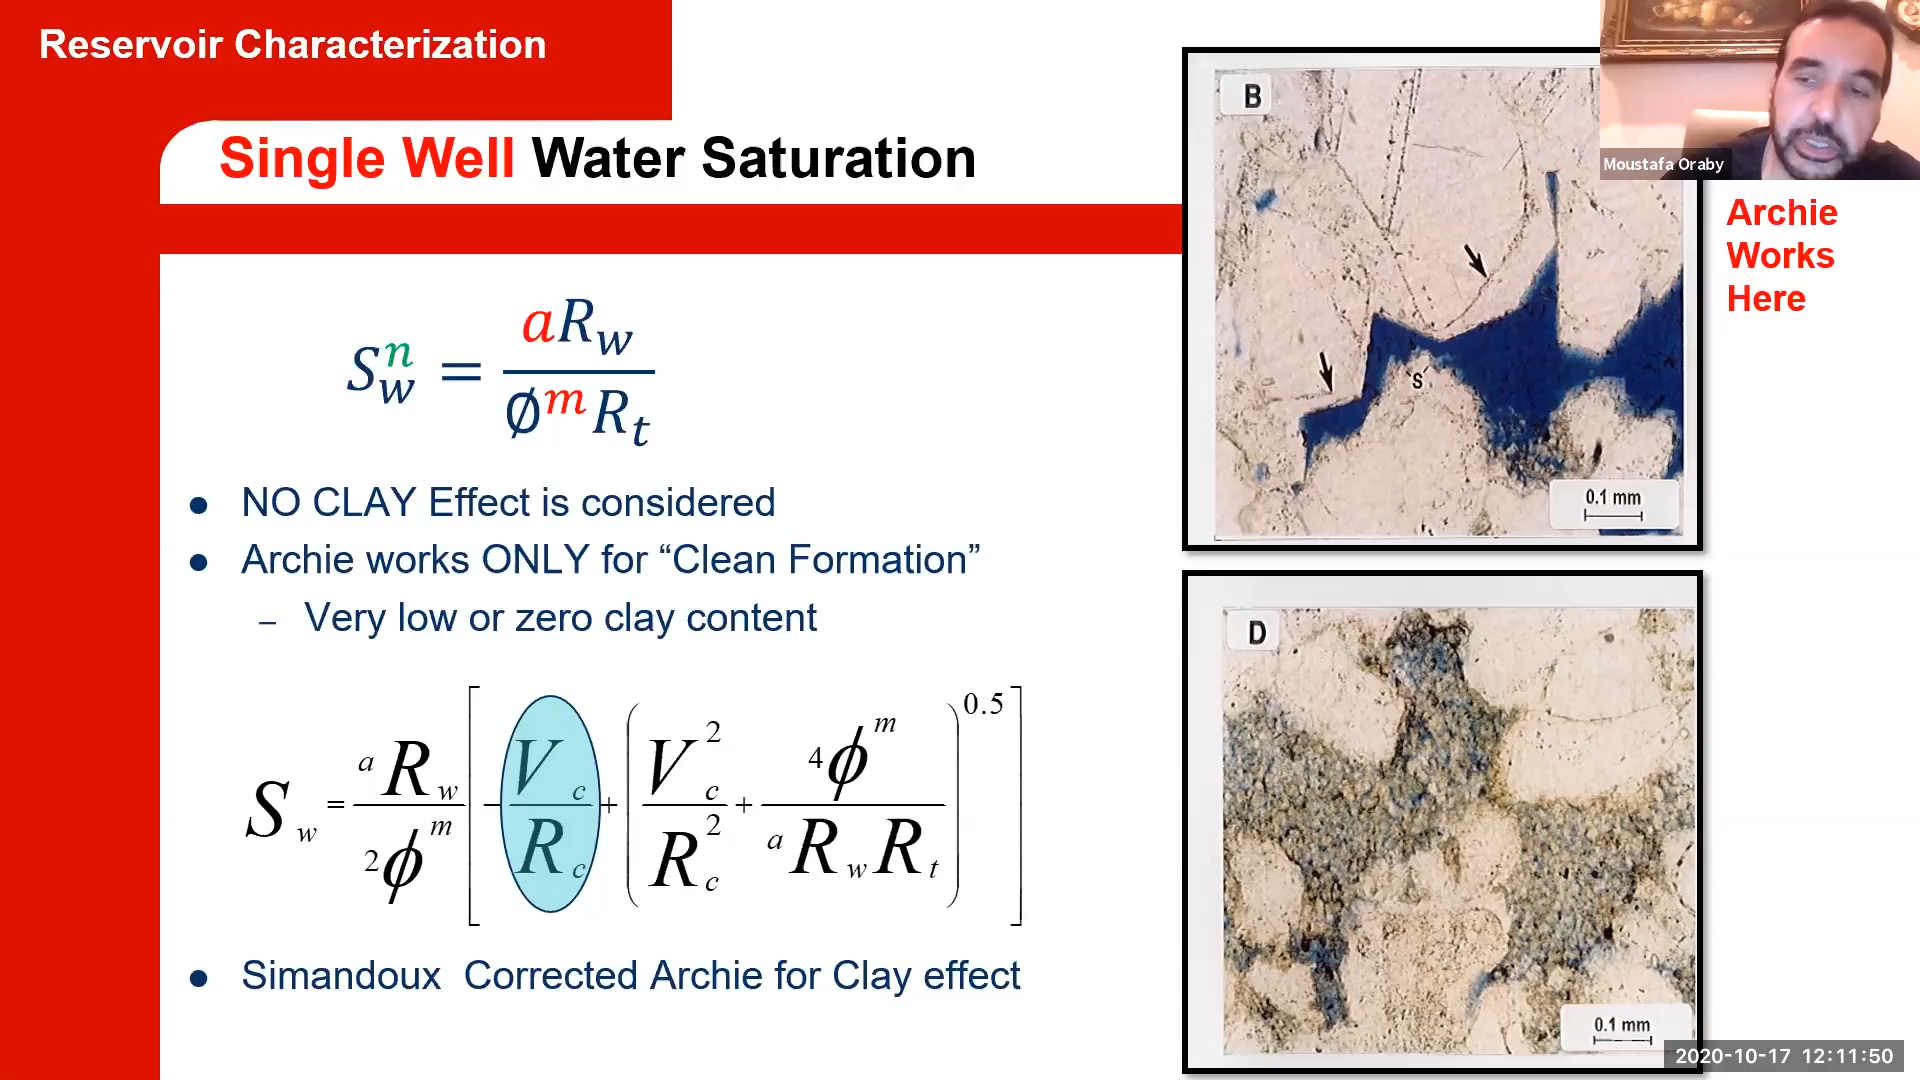 Reservoir Characterization
Single Well Water Saturation
S_w^n = aR_w / ∅^m R_t
● NO CLAY Effect is considered
● Archie works ONLY for “Clean Formation”
– Very low or zero clay content
S_w = aR_w / 2ϕ^m [ − V_c / R_c + ( V_c^2 / R_c^2 + 4ϕ^m / aR_wR_t )^0.5 ]
● Simandoux Corrected Archie for Clay effect
B
S
0.1 mm
D
0.1 mm
Moustafa Oraby
Archie
Works
Here
2020-10-17 12:11:50